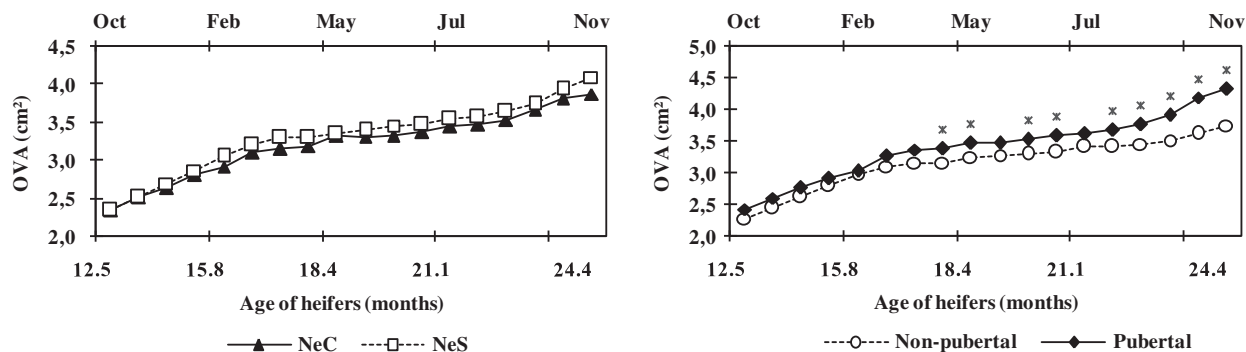 Oct Feb May Jul Nov
4,5
4,0
3,5
3,0
2,5
2,0
OVA (cm²)
12.5 15.8 18.4 21.1 24.4
Age of heifers (months)
NeC NeS
Oct Feb May Jul Nov
5,0
4,5
4,0
3,5
3,0
2,5
2,0
OVA (cm²)
* * * * * * * * *
12.5 15.8 18.4 21.1 24.4
Age of heifers (months)
Non-pubertal Pubertal